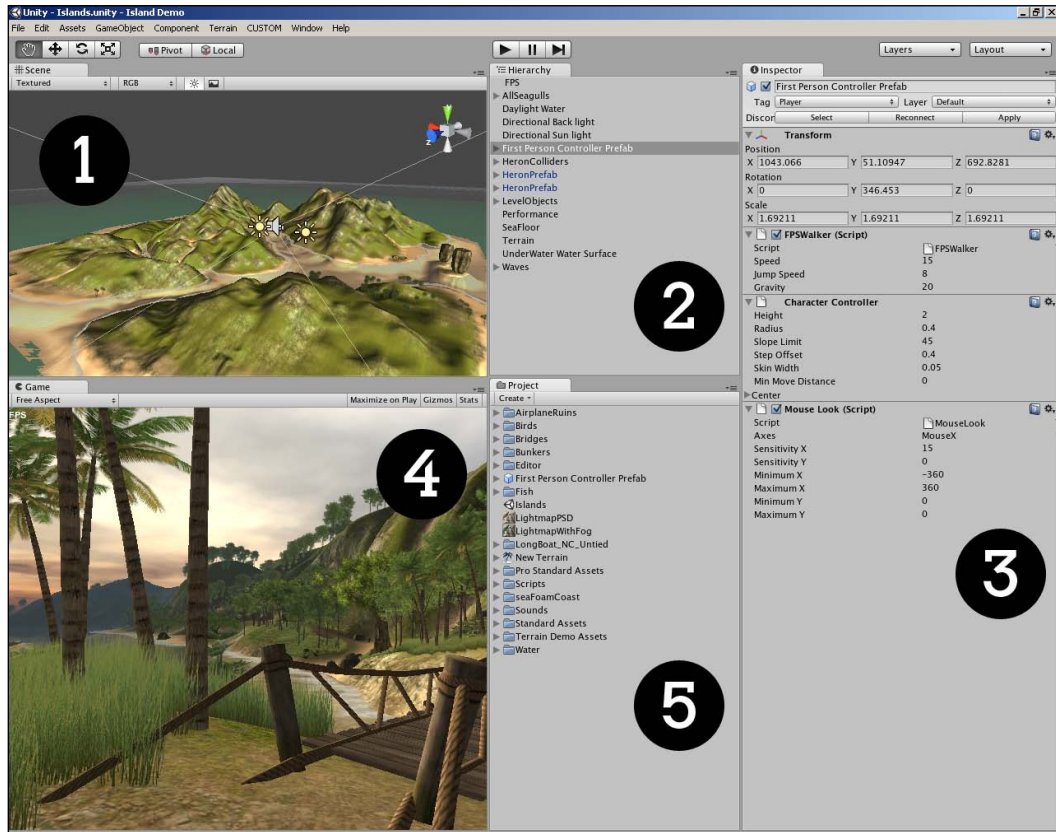 Unity - Islands.unity - Island Demo
File Edit Assets GameObject Component Terrain CUSTOM Window Help
Pivot Local
Layers Layout
Scene
Textured RGB
Z
1
Hierarchy
FPS
AllSeagulls
Daylight Water
Directional Back light
Directional Sun light
First Person Controller Prefab
HeronColliders
HeronPrefab
HeronPrefab
LevelObjects
Performance
SeaFloor
Terrain
UnderWater Water Surface
Waves
2
Inspector
First Person Controller Prefab
Tag Player Layer Default
Discor Select Reconnect Apply
Transform
Position
X 1043.066 Y 51.10947 Z 692.8281
Rotation
X 0 Y 346.453 Z 0
Scale
X 1.69211 Y 1.69211 Z 1.69211
FPSWalker (Script)
Script FPSWalker
Speed 15
Jump Speed 8
Gravity 20
Character Controller
Height 2
Radius 0.4
Slope Limit 45
Step Offset 0.4
Skin Width 0.05
Min Move Distance 0
Center
Mouse Look (Script)
Script MouseLook
Axes MouseX
Sensitivity X 15
Sensitivity Y 0
Minimum X -360
Maximum X 360
Minimum Y 0
Maximum Y 0
3
Game
Free Aspect Maximize on Play Gizmos Stats
FPS
4
Project
Create
AirplaneRuins
Birds
Bridges
Bunkers
Editor
First Person Controller Prefab
Fish
Islands
LightmapPSD
LightmapWithFog
LongBoat_NC_Untied
New Terrain
Pro Standard Assets
Scripts
seaFoamCoast
Sounds
Standard Assets
Terrain Demo Assets
Water
5